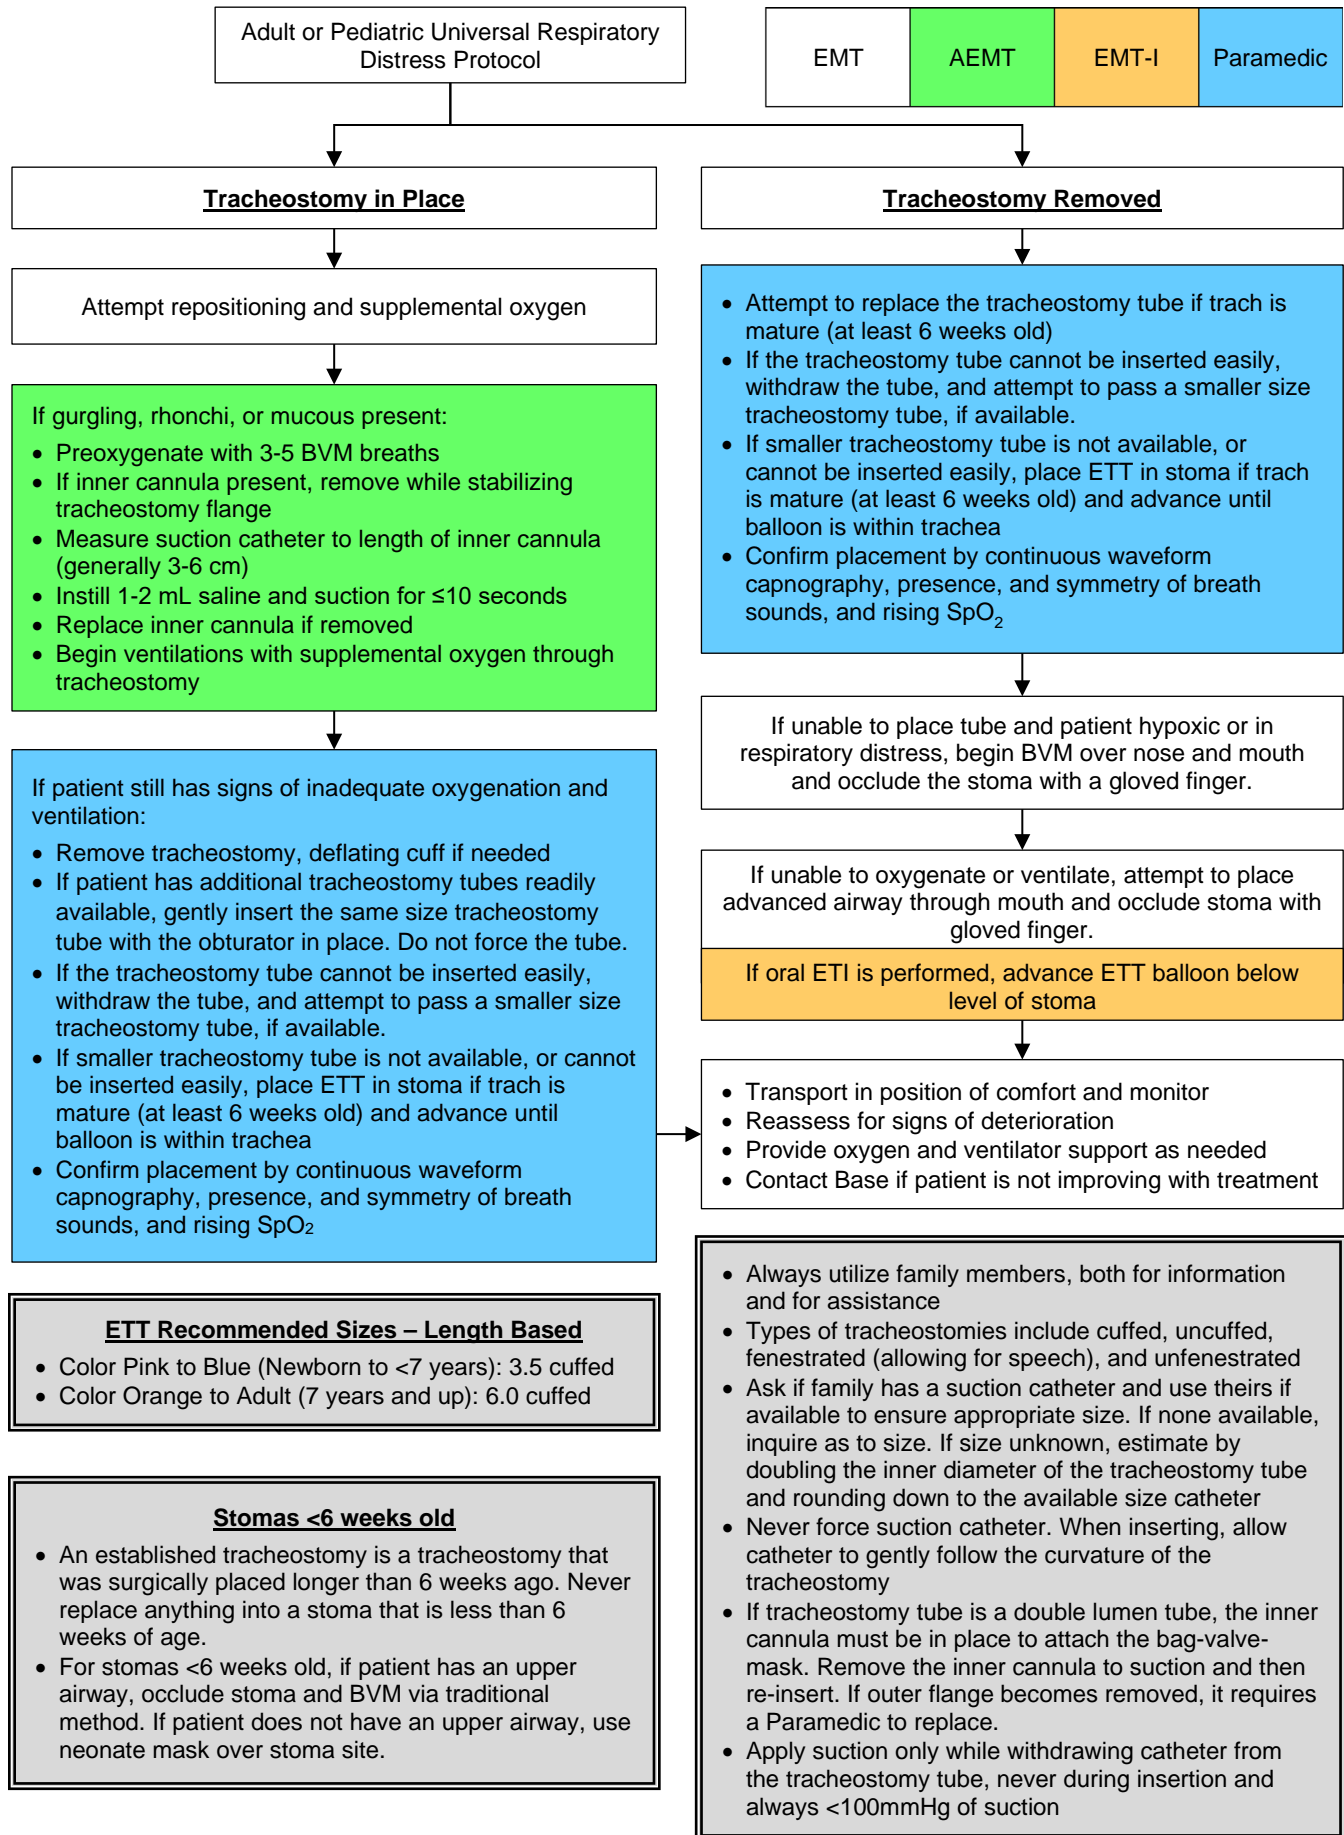 Adult or Pediatric Universal Respiratory
Distress Protocol
EMT
AEMT
EMT-I
Paramedic
Tracheostomy in Place
Attempt repositioning and supplemental oxygen
If gurgling, rhonchi, or mucous present:
• Preoxygenate with 3-5 BVM breaths
• If inner cannula present, remove while stabilizing
tracheostomy flange
• Measure suction catheter to length of inner cannula
(generally 3-6 cm)
• Instill 1-2 mL saline and suction for ≤10 seconds
• Replace inner cannula if removed
• Begin ventilations with supplemental oxygen through
tracheostomy
If patient still has signs of inadequate oxygenation and
ventilation:
• Remove tracheostomy, deflating cuff if needed
• If patient has additional tracheostomy tubes readily
available, gently insert the same size tracheostomy
tube with the obturator in place. Do not force the tube.
• If the tracheostomy tube cannot be inserted easily,
withdraw the tube, and attempt to pass a smaller size
tracheostomy tube, if available.
• If smaller tracheostomy tube is not available, or cannot
be inserted easily, place ETT in stoma if trach is
mature (at least 6 weeks old) and advance until
balloon is within trachea
• Confirm placement by continuous waveform
capnography, presence, and symmetry of breath
sounds, and rising SpO2
ETT Recommended Sizes – Length Based
• Color Pink to Blue (Newborn to <7 years): 3.5 cuffed
• Color Orange to Adult (7 years and up): 6.0 cuffed
Stomas <6 weeks old
• An established tracheostomy is a tracheostomy that
was surgically placed longer than 6 weeks ago. Never
replace anything into a stoma that is less than 6
weeks of age.
• For stomas <6 weeks old, if patient has an upper
airway, occlude stoma and BVM via traditional
method. If patient does not have an upper airway, use
neonate mask over stoma site.
Tracheostomy Removed
• Attempt to replace the tracheostomy tube if trach is
mature (at least 6 weeks old)
• If the tracheostomy tube cannot be inserted easily,
withdraw the tube, and attempt to pass a smaller size
tracheostomy tube, if available.
• If smaller tracheostomy tube is not available, or
cannot be inserted easily, place ETT in stoma if trach
is mature (at least 6 weeks old) and advance until
balloon is within trachea
• Confirm placement by continuous waveform
capnography, presence, and symmetry of breath
sounds, and rising SpO2
If unable to place tube and patient hypoxic or in
respiratory distress, begin BVM over nose and mouth
and occlude the stoma with a gloved finger.
If unable to oxygenate or ventilate, attempt to place
advanced airway through mouth and occlude stoma with
gloved finger.
If oral ETI is performed, advance ETT balloon below
level of stoma
• Transport in position of comfort and monitor
• Reassess for signs of deterioration
• Provide oxygen and ventilator support as needed
• Contact Base if patient is not improving with treatment
• Always utilize family members, both for information
and for assistance
• Types of tracheostomies include cuffed, uncuffed,
fenestrated (allowing for speech), and unfenestrated
• Ask if family has a suction catheter and use theirs if
available to ensure appropriate size. If none available,
inquire as to size. If size unknown, estimate by
doubling the inner diameter of the tracheostomy tube
and rounding down to the available size catheter
• Never force suction catheter. When inserting, allow
catheter to gently follow the curvature of the
tracheostomy
• If tracheostomy tube is a double lumen tube, the inner
cannula must be in place to attach the bag-valve-
mask. Remove the inner cannula to suction and then
re-insert. If outer flange becomes removed, it requires
a Paramedic to replace.
• Apply suction only while withdrawing catheter from
the tracheostomy tube, never during insertion and
always <100mmHg of suction